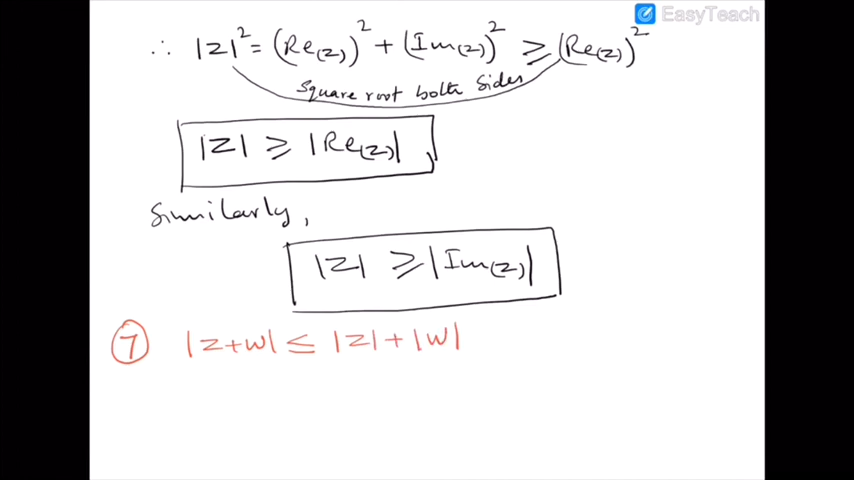 EasyTeach
∴ |Z|² = (Re(z))² + (Im(z))² ≥ (Re(z))²
Square root both sides
|Z| ≥ |Re(z)|,
Similarly,
|Z| ≥ |Im(z)|
7 |Z+W| ≤ |Z| + |W|